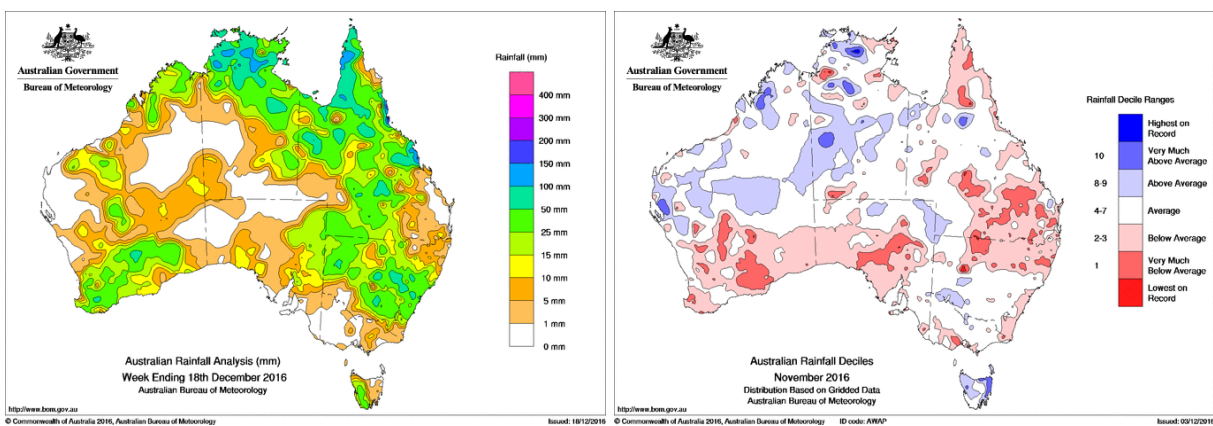 Australian Government
Bureau of Meteorology
Rainfall (mm)
400 mm
300 mm
200 mm
150 mm
100 mm
50 mm
25 mm
15 mm
10 mm
5 mm
1 mm
0 mm
Australian Rainfall Analysis (mm)
Week Ending 18th December 2016
Australian Bureau of Meteorology
http://www.bom.gov.au
© Commonwealth of Australia 2016, Australian Bureau of Meteorology
Issued: 18/12/2016
Australian Government
Bureau of Meteorology
Rainfall Decile Ranges
Highest on
Record
10 Very Much
Above Average
8-9 Above Average
4-7 Average
2-3 Below Average
1 Very Much
Below Average
Lowest on
Record
Australian Rainfall Deciles
November 2016
Distribution Based on Gridded Data
Australian Bureau of Meteorology
http://www.bom.gov.au
© Commonwealth of Australia 2016, Australian Bureau of Meteorology
ID code: AWAP
Issued: 03/12/2016